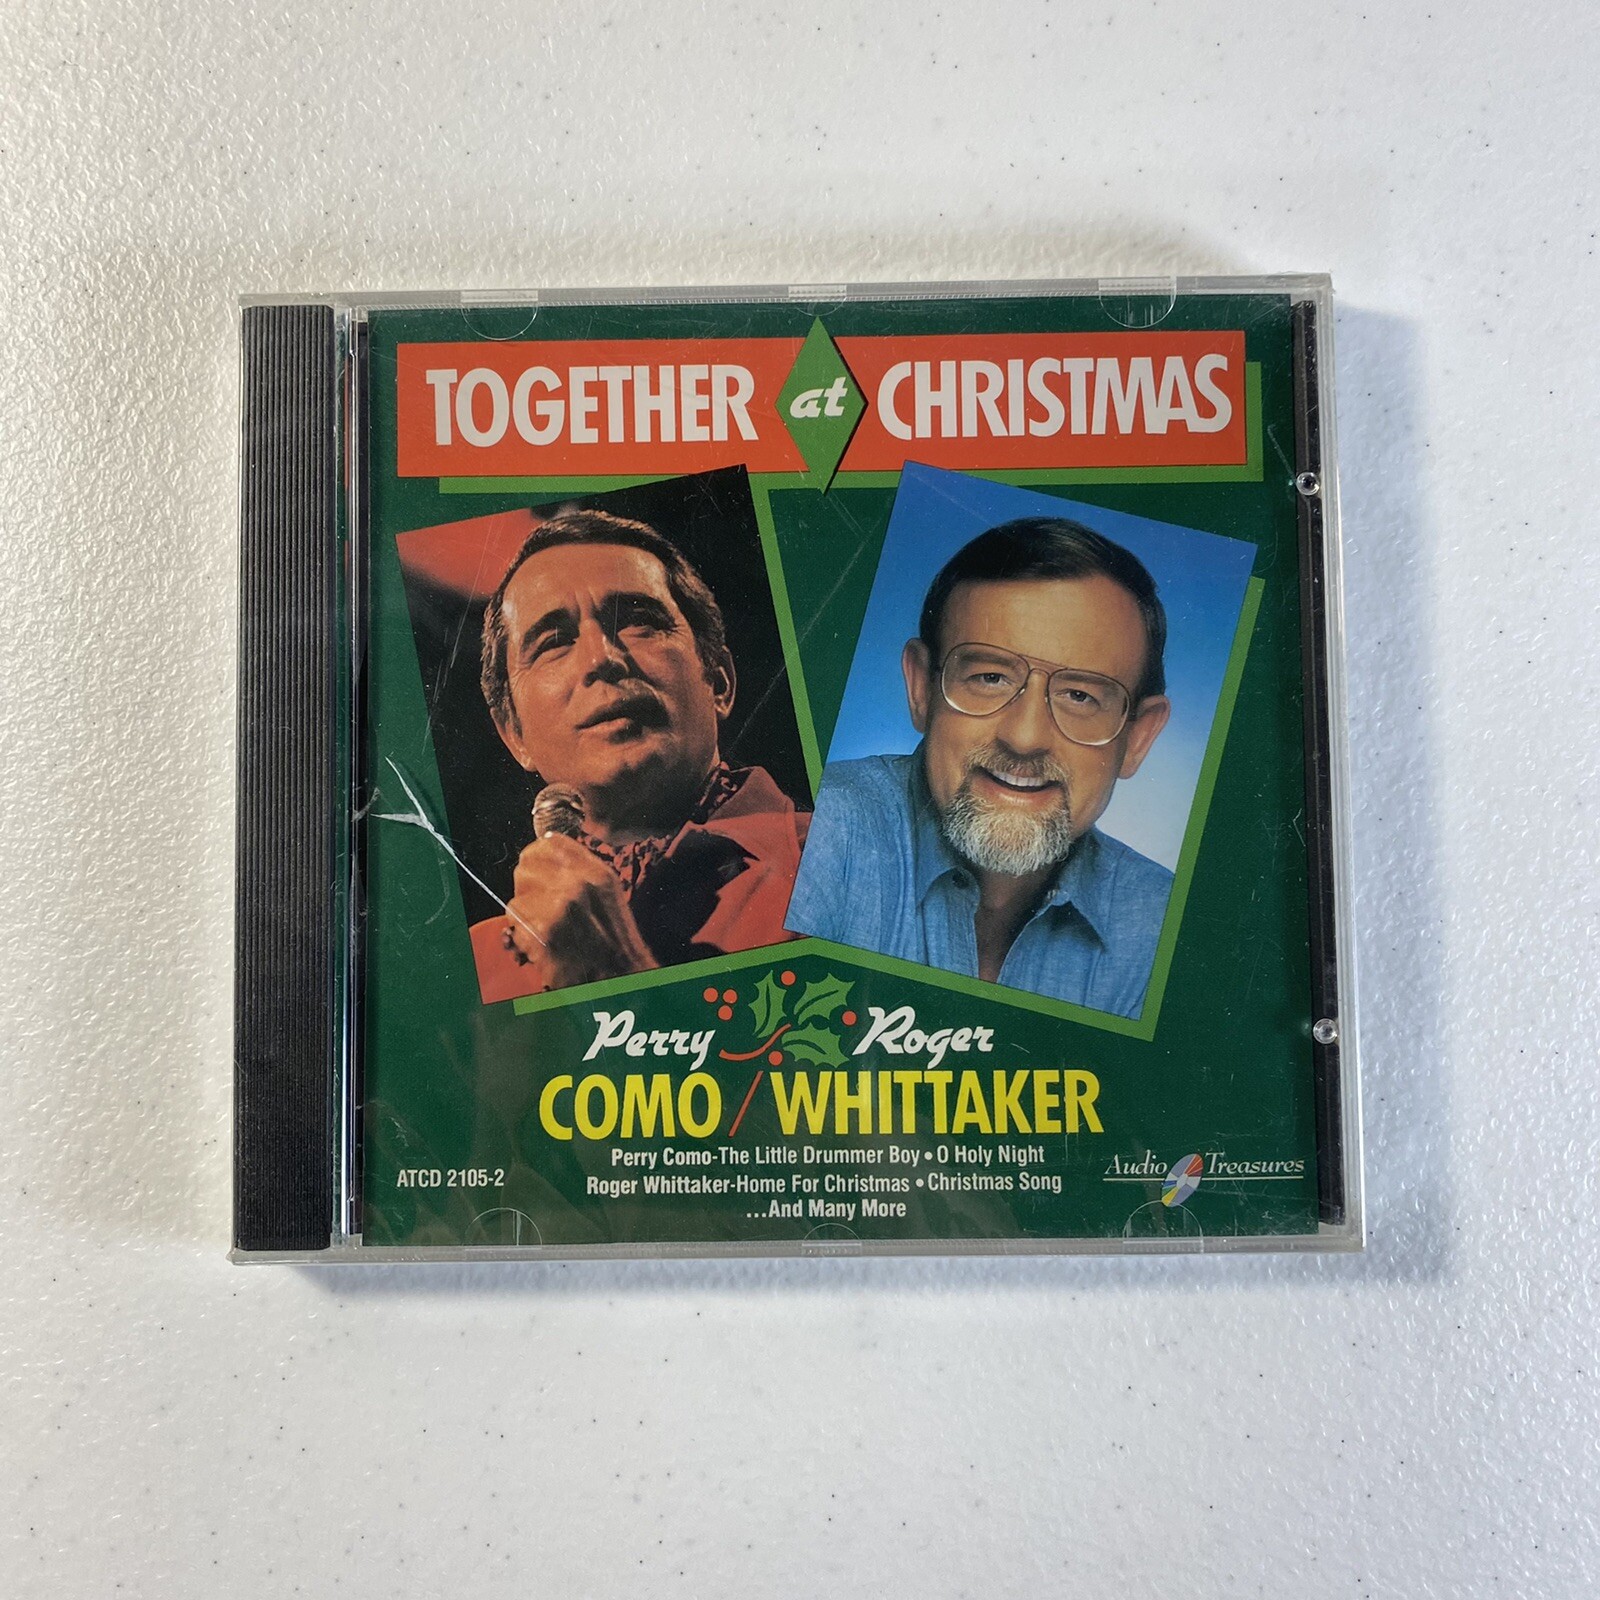 TOGETHER at CHRISTMAS
Perry Roger
COMO / WHITTAKER
Perry Como-The Little Drummer Boy • O Holy Night
Roger Whittaker-Home For Christmas • Christmas Song
...And Many More
ATCD 2105-2
Audio Treasures